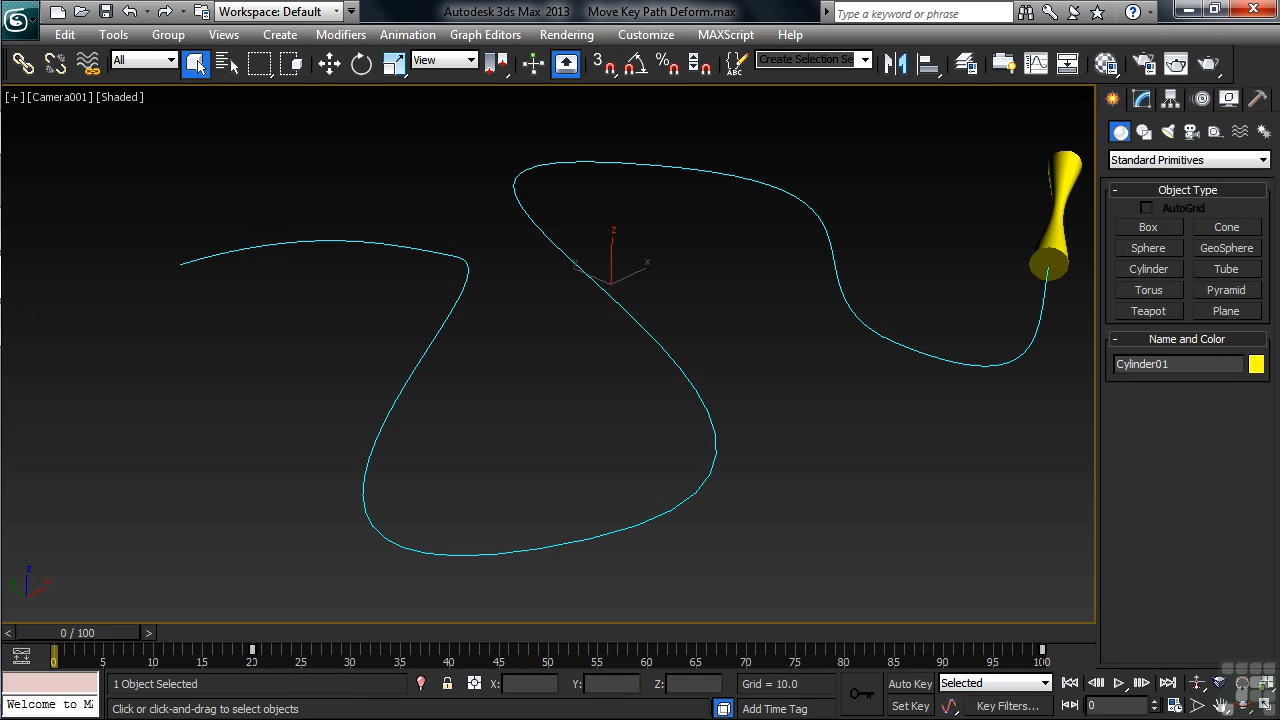 Workspace: Default
Autodesk 3ds Max 2013 Move Key Path Deform.max
Type a keyword or phrase
Edit Tools Group Views Create Modifiers Animation Graph Editors Rendering Customize MAXScript Help
All
View
3
%
ABC
Create Selection Se
[+] [Camera001] [Shaded]
Standard Primitives
- Object Type
AutoGrid
Box Cone
Sphere GeoSphere
Cylinder Tube
Torus Pyramid
Teapot Plane
- Name and Color
Cylinder01
z
x
y
z
< 0 / 100 >
0 5 10 15 20 25 30 35 40 45 50 55 60 65 70 75 80 85 90 95 100
1 Object Selected X: Y: Z: Grid = 10.0 Auto Key Selected
Welcome to M
Click or click-and-drag to select objects Add Time Tag Set Key Key Filters... 0